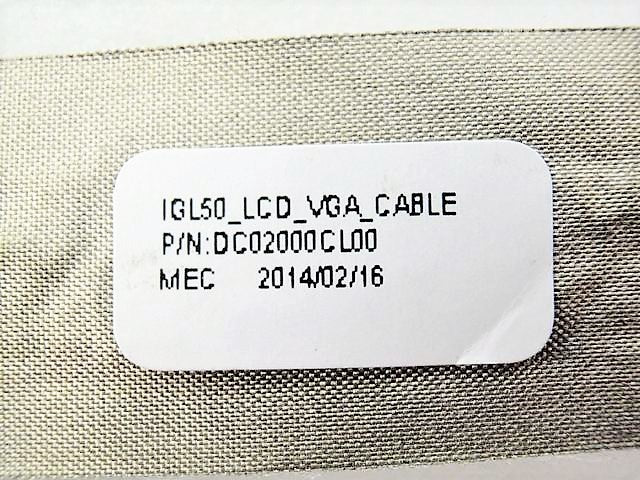 IGL50_LCD_VGA_CABLE
P/N:DC02000CL00
MEC 2014/02/16